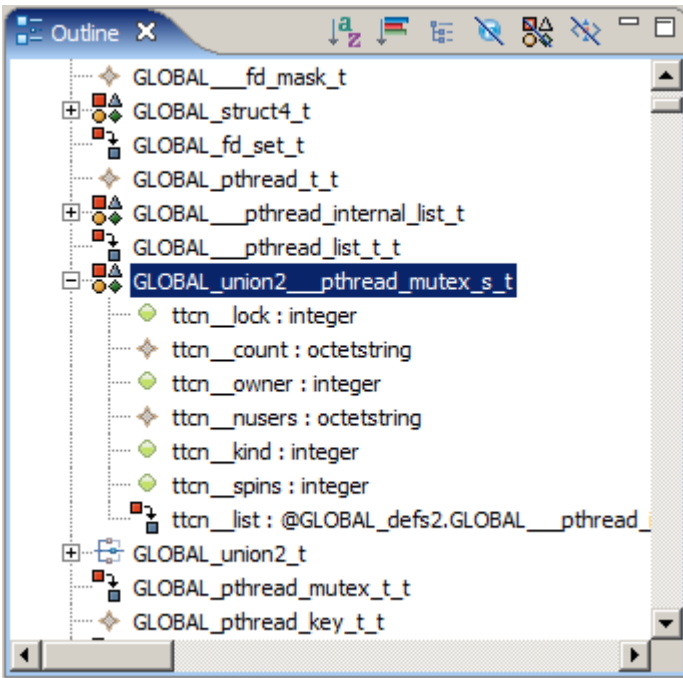 Outline
GLOBAL___fd_mask_t
GLOBAL_struct4_t
GLOBAL_fd_set_t
GLOBAL_pthread_t_t
GLOBAL___pthread_internal_list_t
GLOBAL___pthread_list_t_t
GLOBAL_union2___pthread_mutex_s_t
ttcn__lock : integer
ttcn__count : octetstring
ttcn__owner : integer
ttcn__nusers : octetstring
ttcn__kind : integer
ttcn__spins : integer
ttcn__list : @GLOBAL_defs2.GLOBAL___pthread_
GLOBAL_union2_t
GLOBAL_pthread_mutex_t_t
GLOBAL_pthread_key_t_t